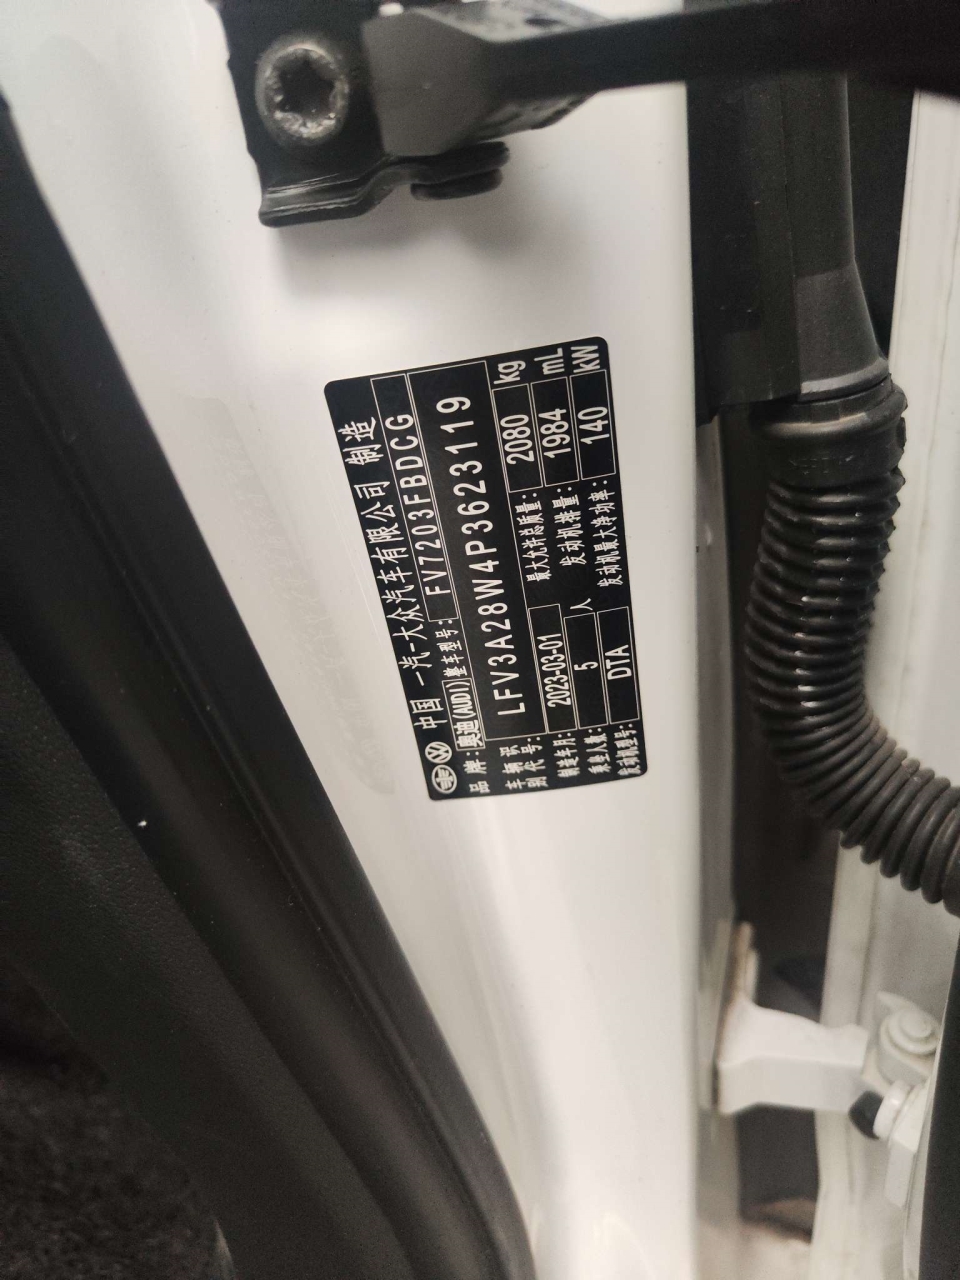 中国 一汽-大众汽车有限公司 制造
品牌: 奥迪(AUDI) 整车型号: FV7203FBDCG
车辆识别代号: LFV3A28W4P3623119
制造年月: 2023-03-01 最大允许总质量: 2080 kg
乘坐人数: 5 人 发动机排量: 1984 mL
发动机型号: DTA 发动机最大净功率: 140 kW